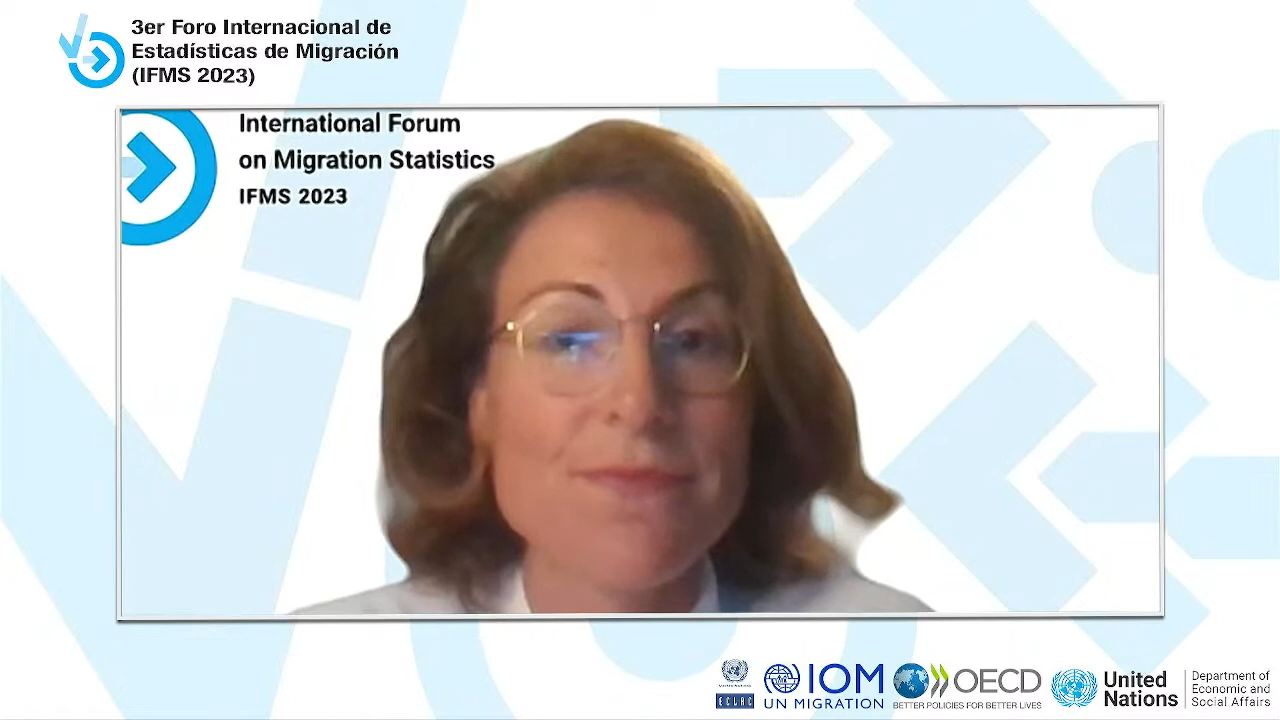 3er Foro Internacional de
Estadísticas de Migración
(IFMS 2023)
International Forum
on Migration Statistics
IFMS 2023
ECLAC
IOM
UN MIGRATION
OECD
BETTER POLICIES FOR BETTER LIVES
United
Nations
Department of
Economic and
Social Affairs